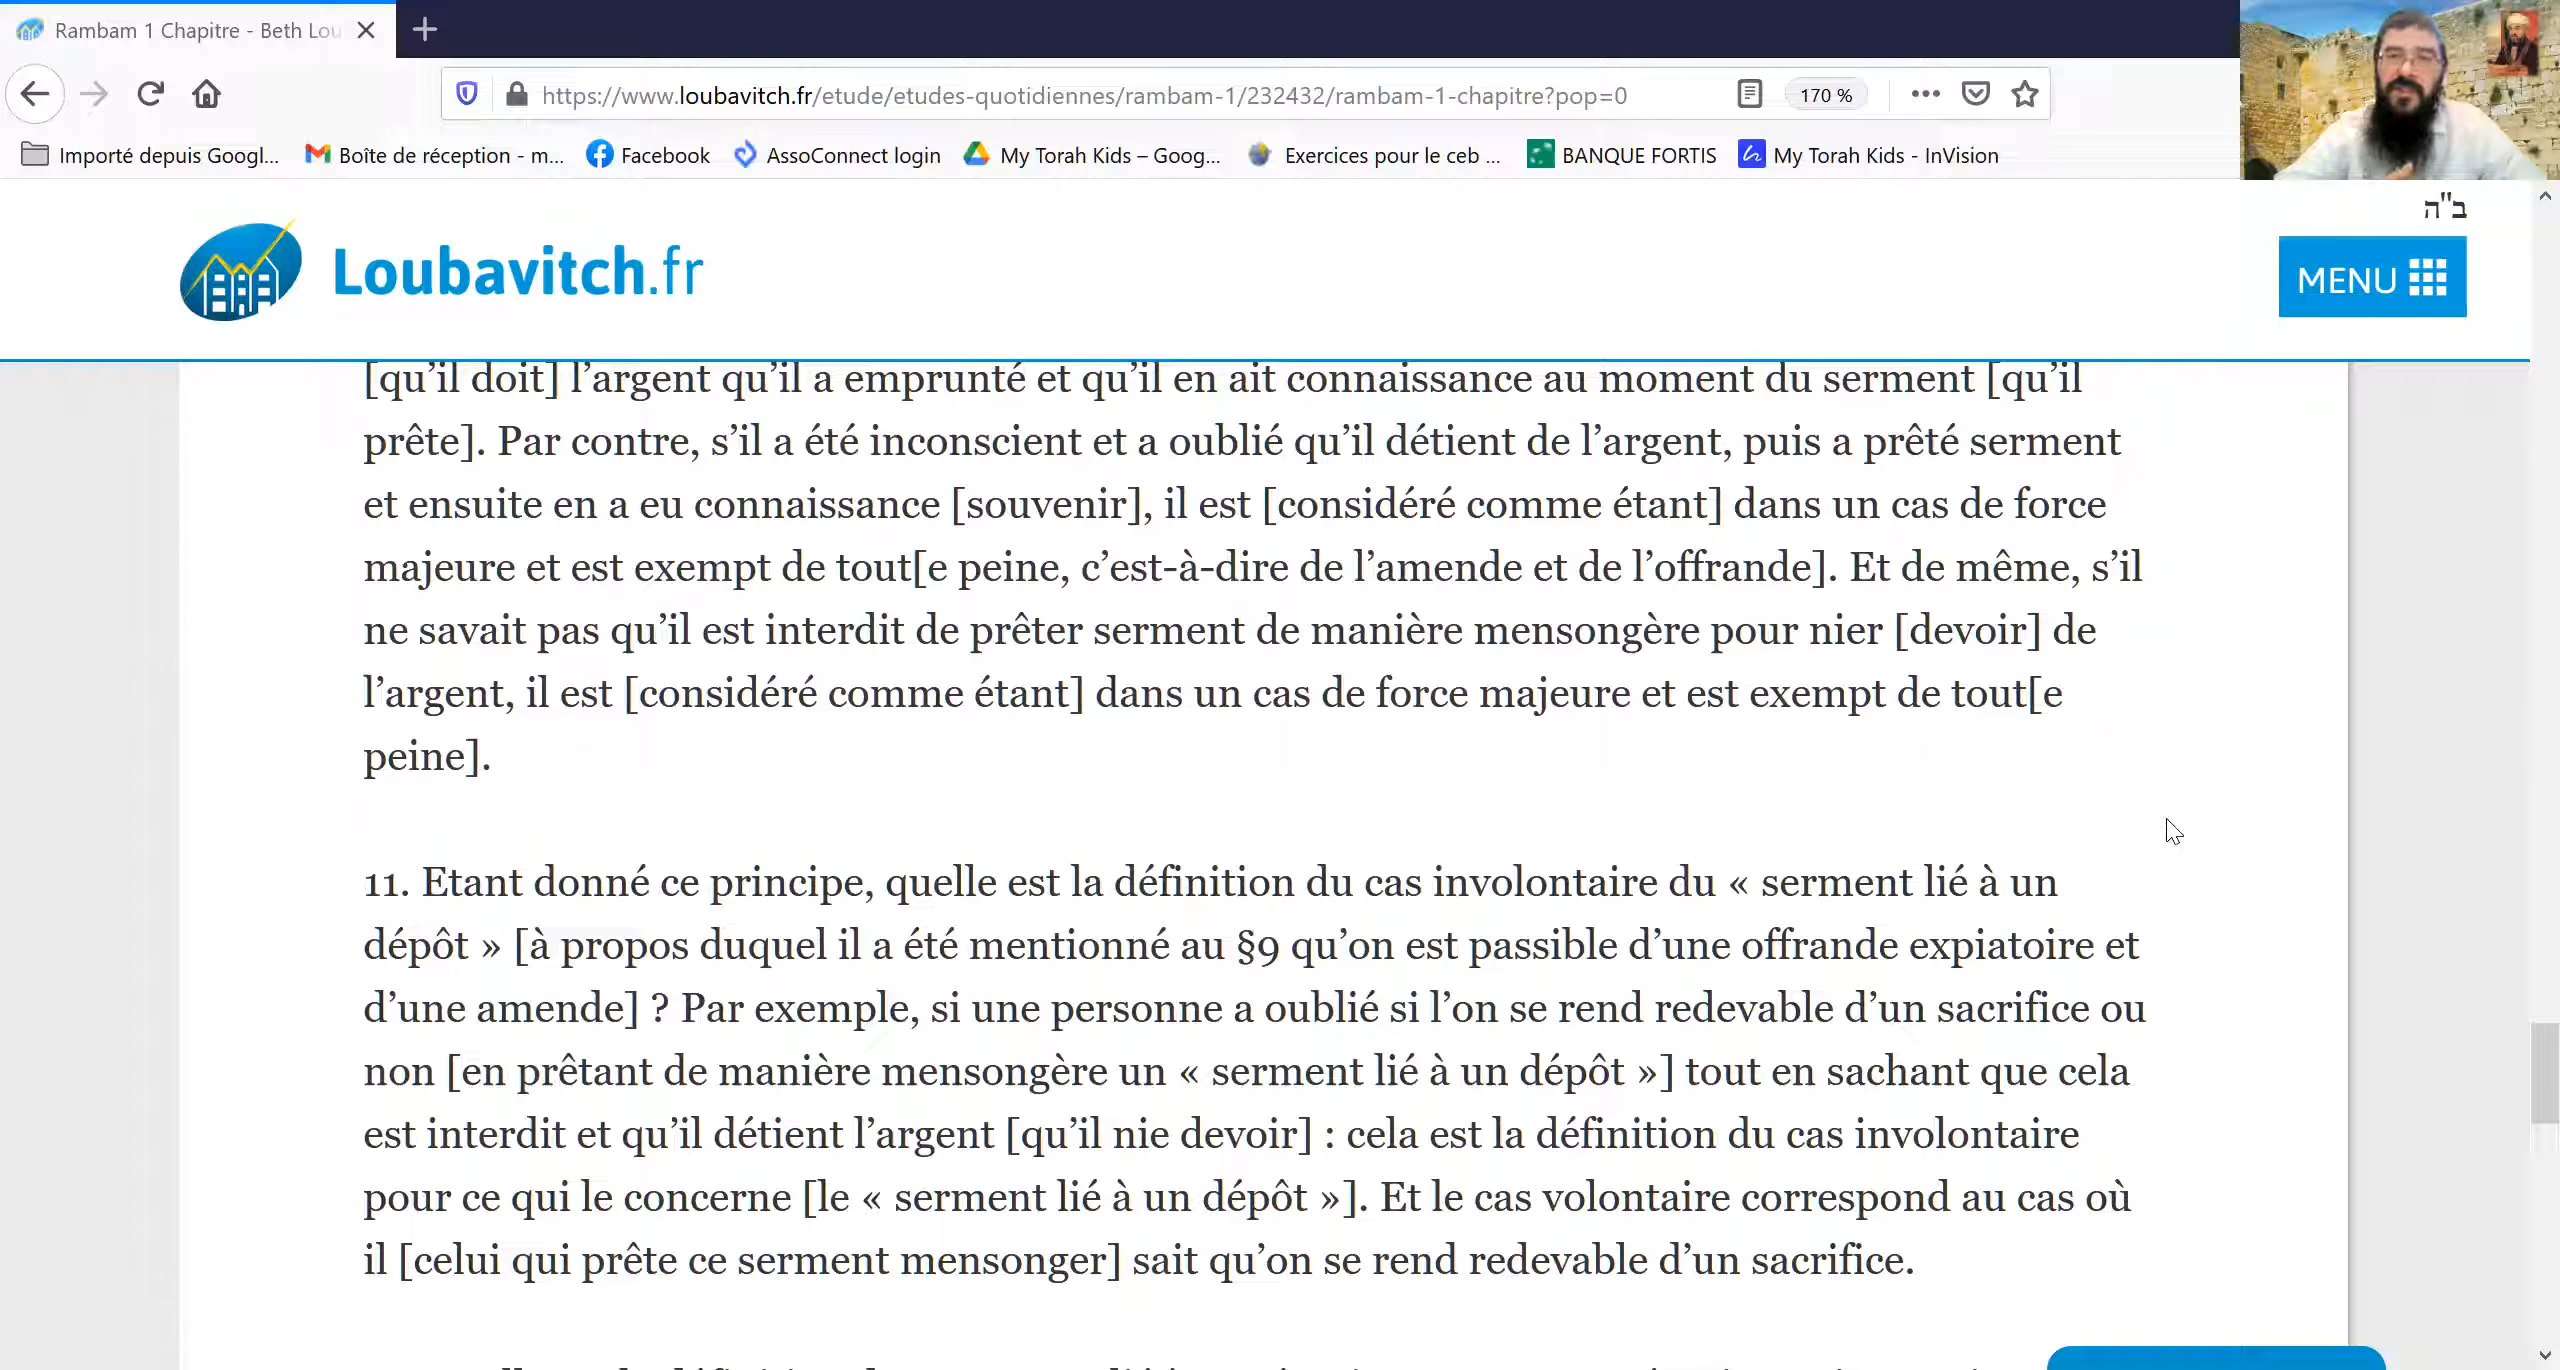 Rambam 1 Chapitre - Beth Lou
https://www.loubavitch.fr/etude/etudes-quotidiennes/rambam-1/232432/rambam-1-chapitre?pop=0
170 %
Importé depuis Googl...
Boîte de réception - m...
Facebook
AssoConnect login
My Torah Kids – Goog...
Exercices pour le ceb ...
BANQUE FORTIS
My Torah Kids - InVision
ב"ה
Loubavitch.fr
MENU
[qu’il doit] l’argent qu’il a emprunté et qu’il en ait connaissance au moment du serment [qu’il
prête]. Par contre, s’il a été inconscient et a oublié qu’il détient de l’argent, puis a prêté serment
et ensuite en a eu connaissance [souvenir], il est [considéré comme étant] dans un cas de force
majeure et est exempt de tout[e peine, c’est-à-dire de l’amende et de l’offrande]. Et de même, s’il
ne savait pas qu’il est interdit de prêter serment de manière mensongère pour nier [devoir] de
l’argent, il est [considéré comme étant] dans un cas de force majeure et est exempt de tout[e
peine].
11. Etant donné ce principe, quelle est la définition du cas involontaire du « serment lié à un
dépôt » [à propos duquel il a été mentionné au §9 qu’on est passible d’une offrande expiatoire et
d’une amende] ? Par exemple, si une personne a oublié si l’on se rend redevable d’un sacrifice ou
non [en prêtant de manière mensongère un « serment lié à un dépôt »] tout en sachant que cela
est interdit et qu’il détient l’argent [qu’il nie devoir] : cela est la définition du cas involontaire
pour ce qui le concerne [le « serment lié à un dépôt »]. Et le cas volontaire correspond au cas où
il [celui qui prête ce serment mensonger] sait qu’on se rend redevable d’un sacrifice.